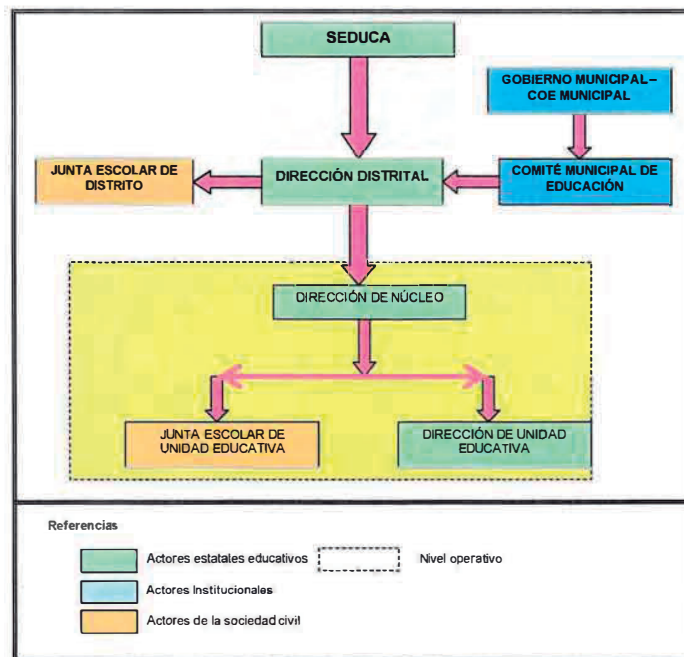 SEDUCA
GOBIERNO MUNICIPAL–
COE MUNICIPAL
JUNTA ESCOLAR DE
DISTRITO
DIRECCIÓN DISTRITAL
COMITÉ MUNICIPAL DE
EDUCACIÓN
DIRECCIÓN DE NÚCLEO
JUNTA ESCOLAR DE
UNIDAD EDUCATIVA
DIRECCIÓN DE UNIDAD
EDUCATIVA
Referencias
Actores estatales educativos
Nivel operativo
Actores Institucionales
Actores de la sociedad civil